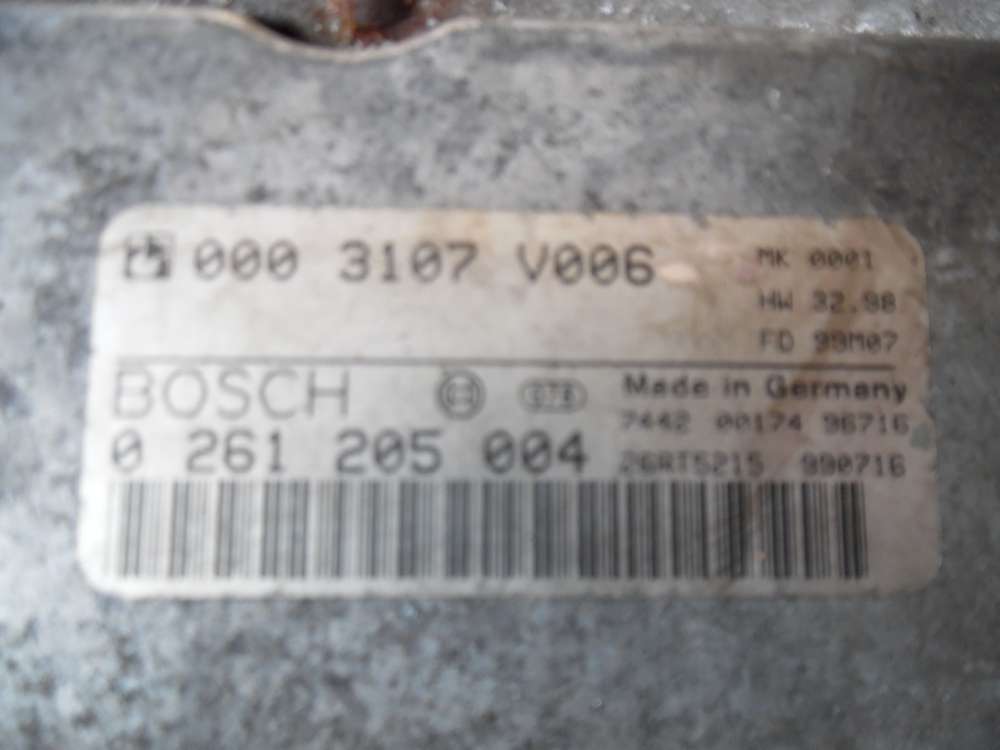 000 3107 V006
MK 0001
HW 32.98
FD 99M07
BOSCH
Made in Germany
0 261 205 004
7442 00174 96716
26RT5215 990716